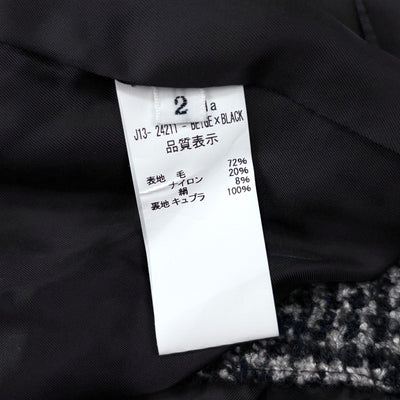 2
la
J13- 24211 - BEIGE×BLACK
品質表示
表地 毛 72%
ナイロン 20%
絹 8%
裏地 キュプラ 100%